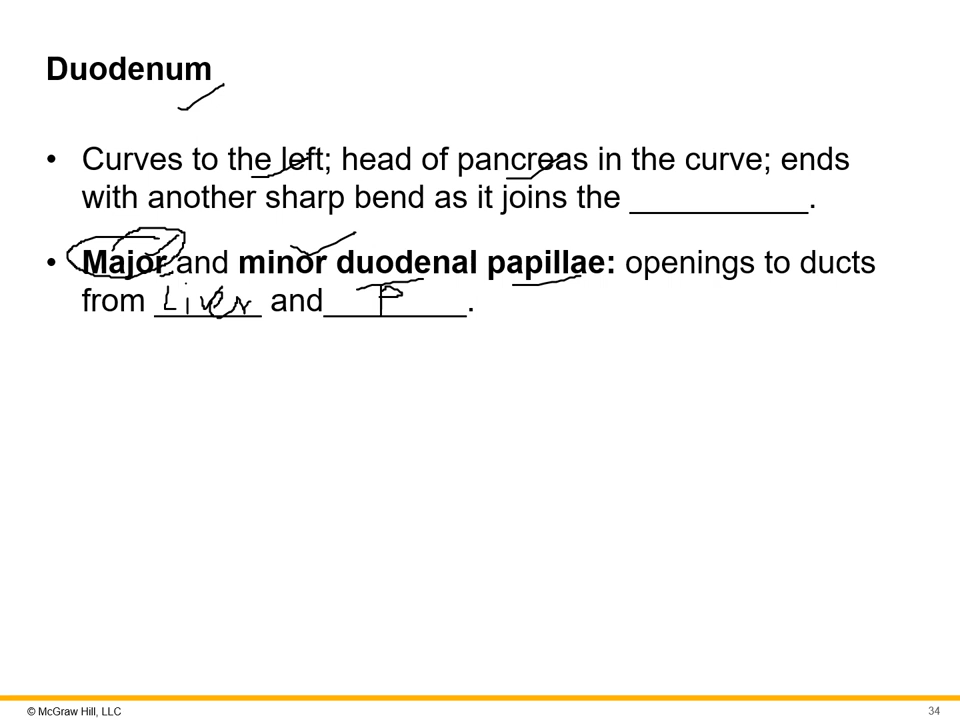 Duodenum
• Curves to the left; head of pancreas in the curve; ends
with another sharp bend as it joins the __________.
• Major and minor duodenal papillae: openings to ducts
from Liver and P.
© McGraw Hill, LLC
34